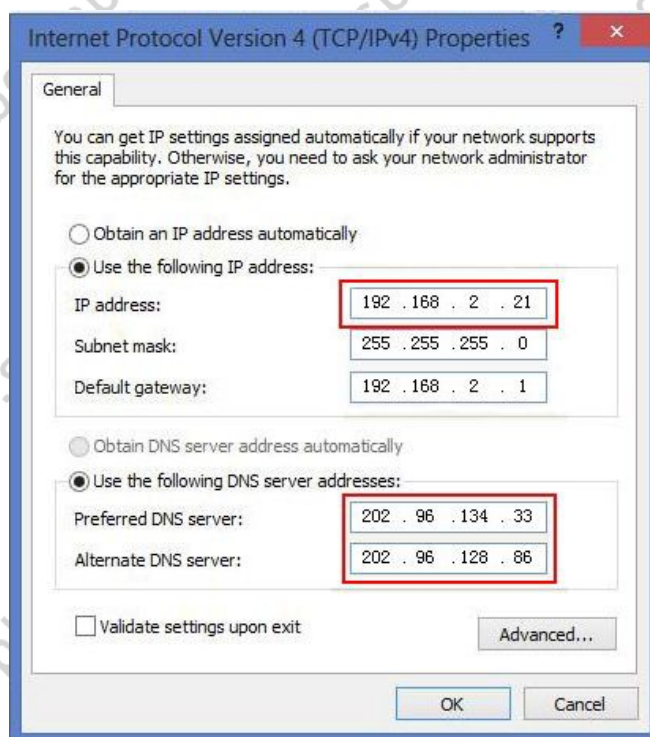 Internet Protocol Version 4 (TCP/IPv4) Properties ? ×
General
You can get IP settings assigned automatically if your network supports
this capability. Otherwise, you need to ask your network administrator
for the appropriate IP settings.
Obtain an IP address automatically
Use the following IP address:
IP address: 192 .168 . 2 . 21
Subnet mask: 255 .255 .255 . 0
Default gateway: 192 .168 . 2 . 1
Obtain DNS server address automatically
Use the following DNS server addresses:
Preferred DNS server: 202 . 96 .134 . 33
Alternate DNS server: 202 . 96 .128 . 86
Validate settings upon exit
Advanced...
OK Cancel